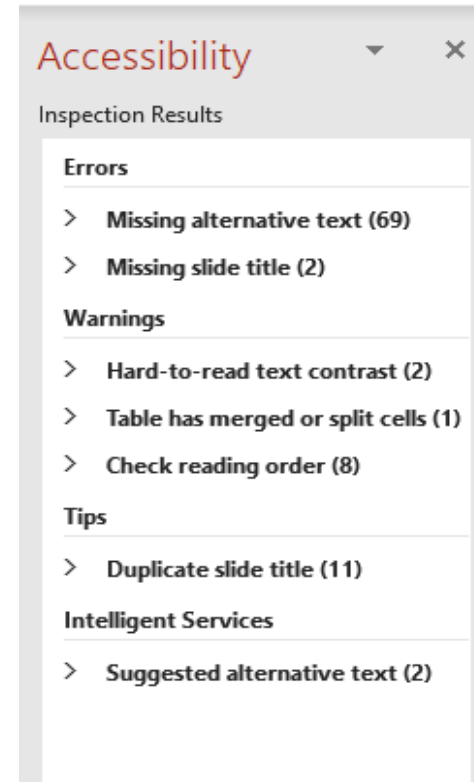 Accessibility
Inspection Results
Errors
Missing alternative text (69)
Missing slide title (2)
Warnings
Hard-to-read text contrast (2)
Table has merged or split cells (1)
Check reading order (8)
Tips
Duplicate slide title (11)
Intelligent Services
Suggested alternative text (2)